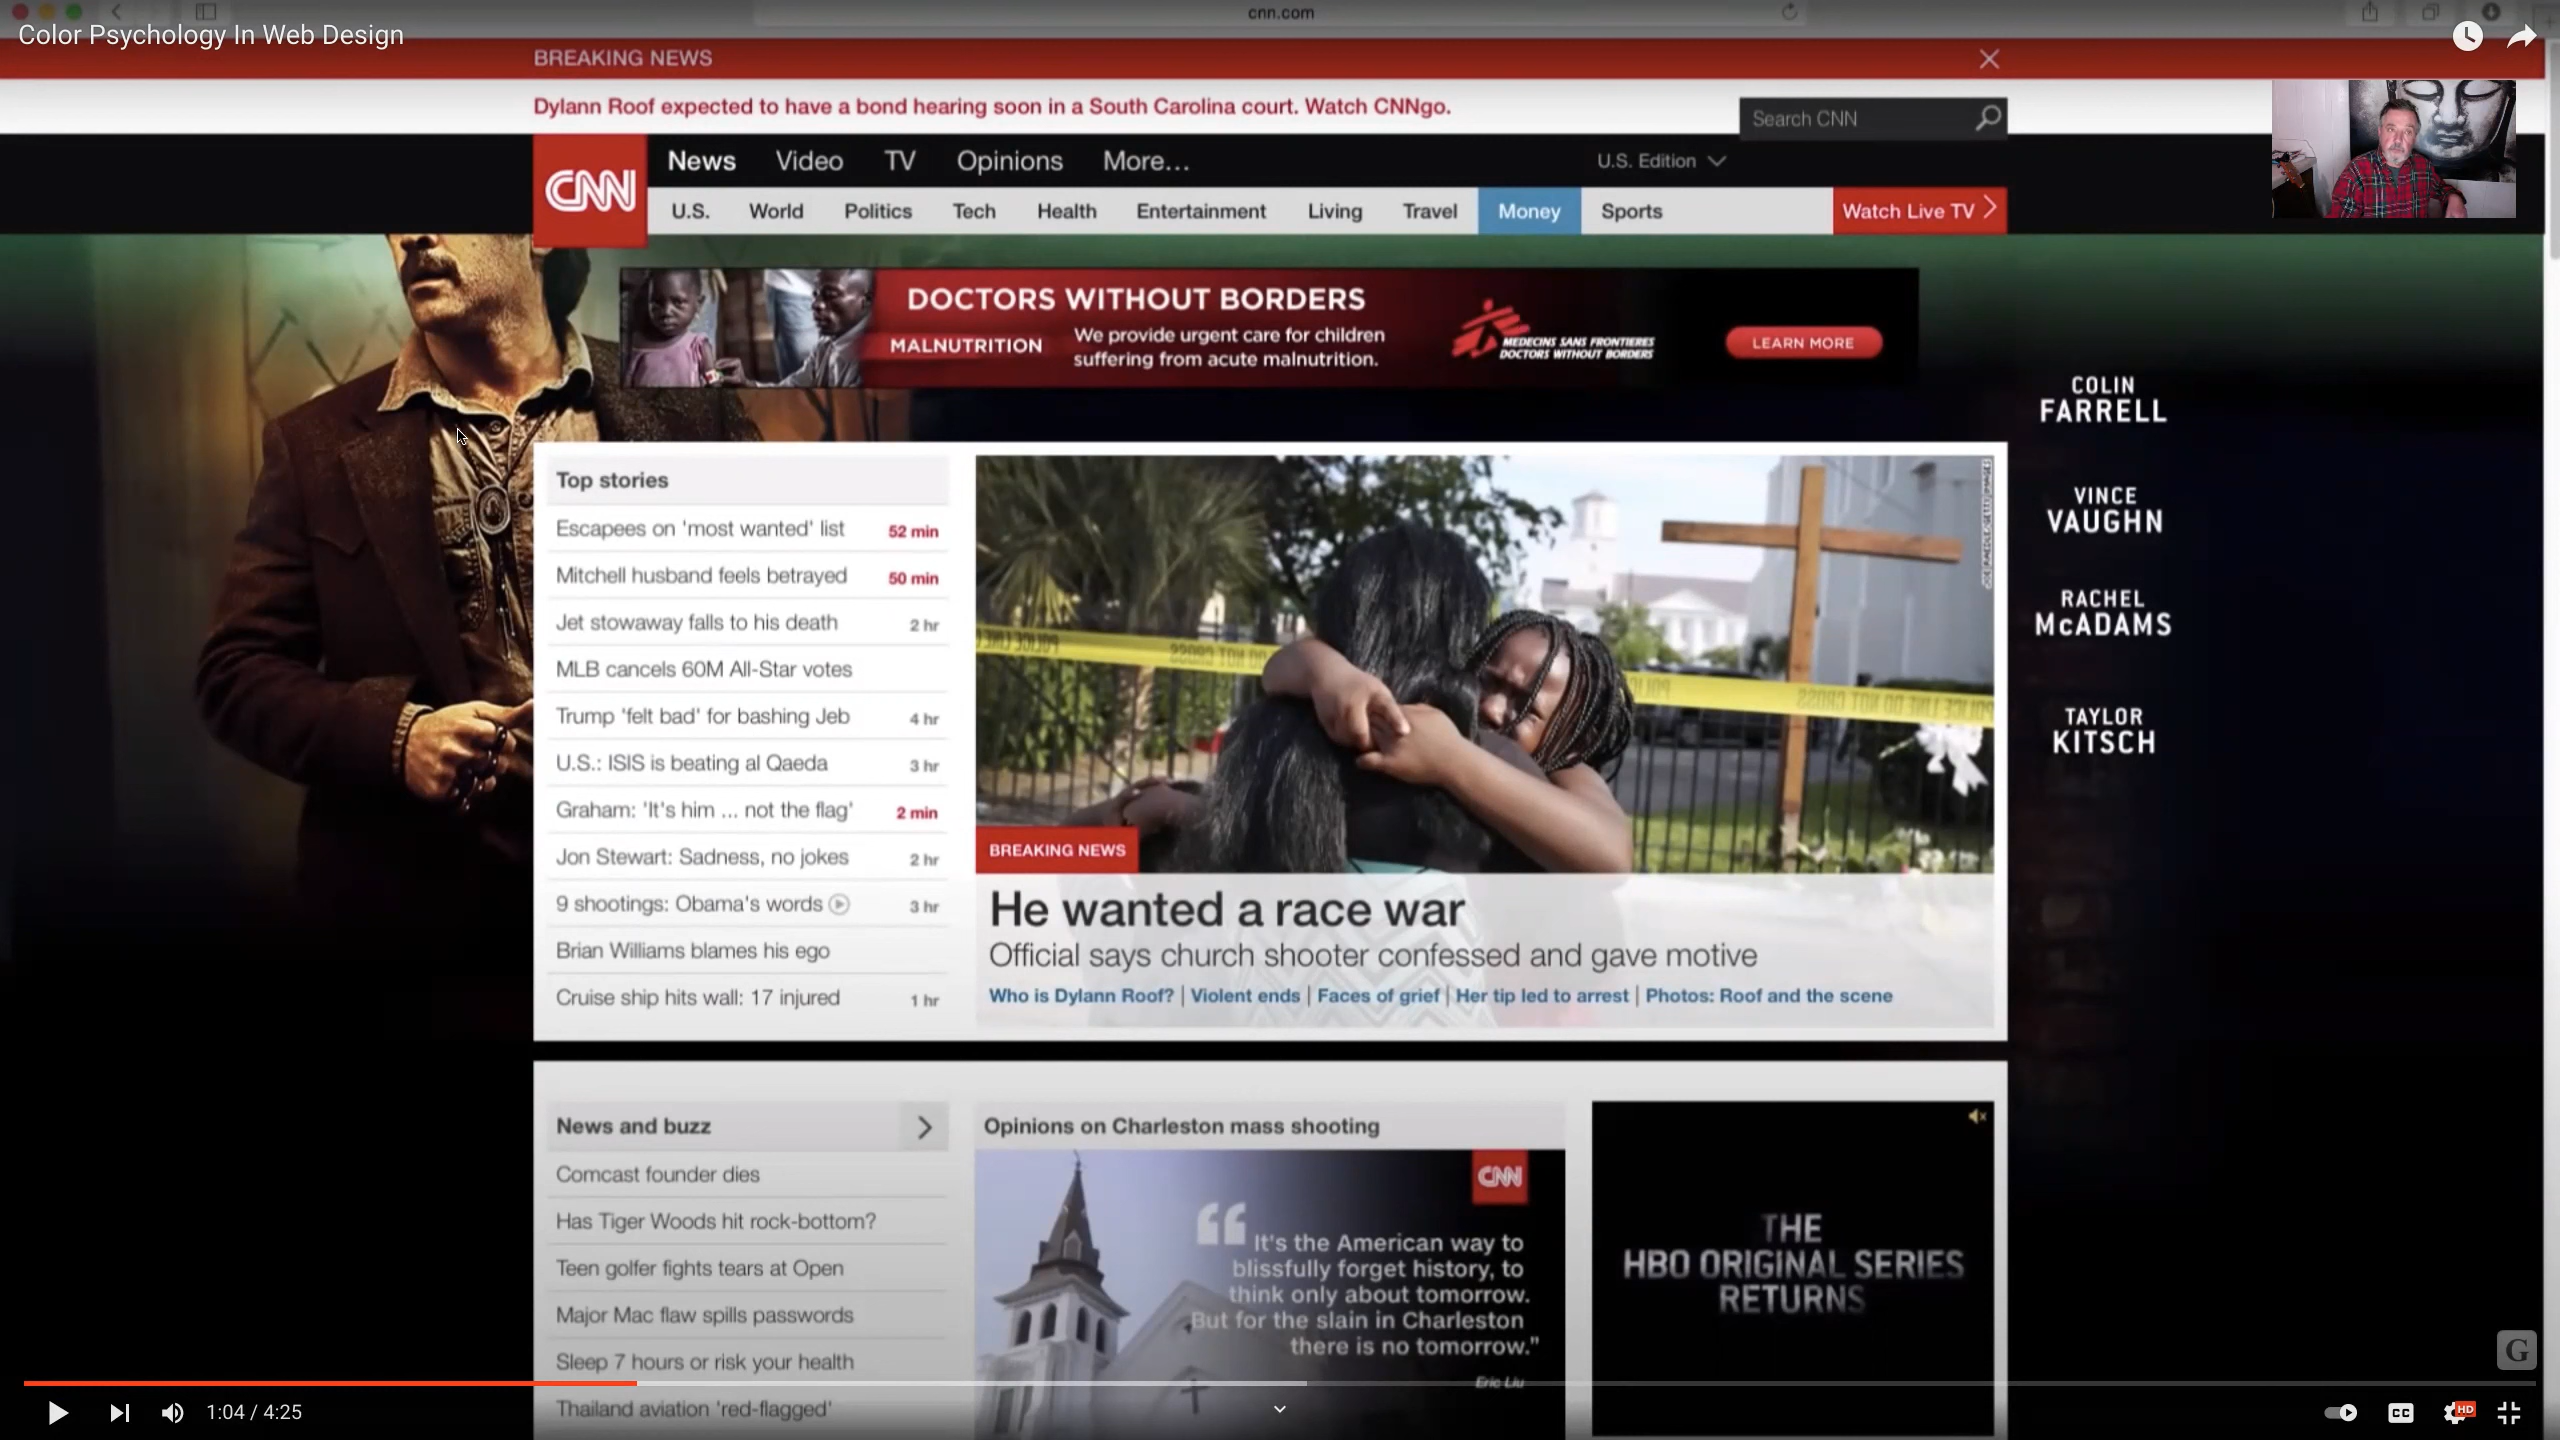 cnn.com
Color Psychology In Web Design
BREAKING NEWS
Dylann Roof expected to have a bond hearing soon in a South Carolina court. Watch CNNgo.
Search CNN
CNN
News Video TV Opinions More...
U.S. Edition
U.S. World Politics Tech Health Entertainment Living Travel Money Sports
Watch Live TV
DOCTORS WITHOUT BORDERS
MALNUTRITION
We provide urgent care for children
suffering from acute malnutrition.
MEDECINS SANS FRONTIERES
DOCTORS WITHOUT BORDERS
LEARN MORE
COLIN
FARRELL
VINCE
VAUGHN
RACHEL
McADAMS
TAYLOR
KITSCH
Top stories
Escapees on 'most wanted' list 52 min
Mitchell husband feels betrayed 50 min
Jet stowaway falls to his death 2 hr
MLB cancels 60M All-Star votes
Trump 'felt bad' for bashing Jeb 4 hr
U.S.: ISIS is beating al Qaeda 3 hr
Graham: 'It's him ... not the flag' 2 min
Jon Stewart: Sadness, no jokes 2 hr
9 shootings: Obama's words 3 hr
Brian Williams blames his ego
Cruise ship hits wall: 17 injured 1 hr
POLICE LINE DO NOT CROSS
BREAKING NEWS
He wanted a race war
Official says church shooter confessed and gave motive
Who is Dylann Roof? | Violent ends | Faces of grief | Her tip led to arrest | Photos: Roof and the scene
News and buzz
Comcast founder dies
Has Tiger Woods hit rock-bottom?
Teen golfer fights tears at Open
Major Mac flaw spills passwords
Sleep 7 hours or risk your health
Thailand aviation 'red-flagged'
Opinions on Charleston mass shooting
CNN
“It's the American way to
blissfully forget history, to
think only about tomorrow.
But for the slain in Charleston
there is no tomorrow.”
Eric Liu
THE
HBO ORIGINAL SERIES
RETURNS
G
1:04 / 4:25
CC
HD